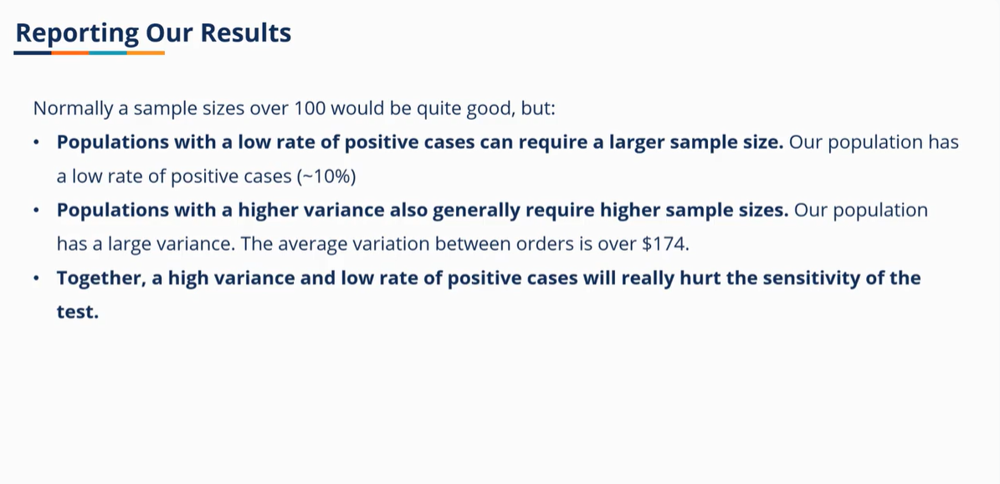 Reporting Our Results
Normally a sample sizes over 100 would be quite good, but:
• Populations with a low rate of positive cases can require a larger sample size. Our population has
a low rate of positive cases (~10%)
• Populations with a higher variance also generally require higher sample sizes. Our population
has a large variance. The average variation between orders is over $174.
• Together, a high variance and low rate of positive cases will really hurt the sensitivity of the
test.